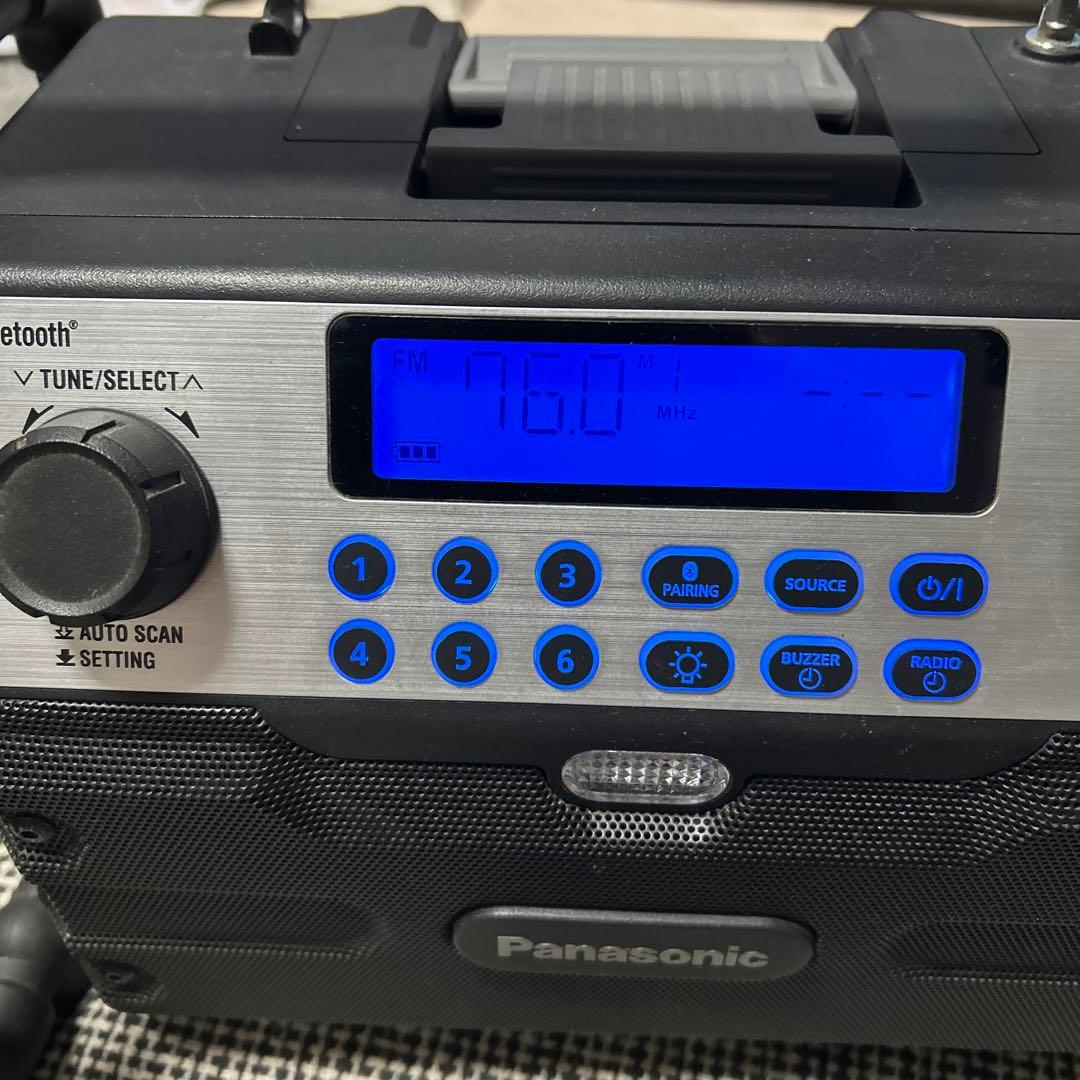 etooth®
∨ TUNE/SELECT ∧
FM 76.0 MHz M 1 -:--
1 2 3 PAIRING SOURCE ⏻/I
AUTO SCAN
SETTING
4 5 6 BUZZER RADIO
Panasonic